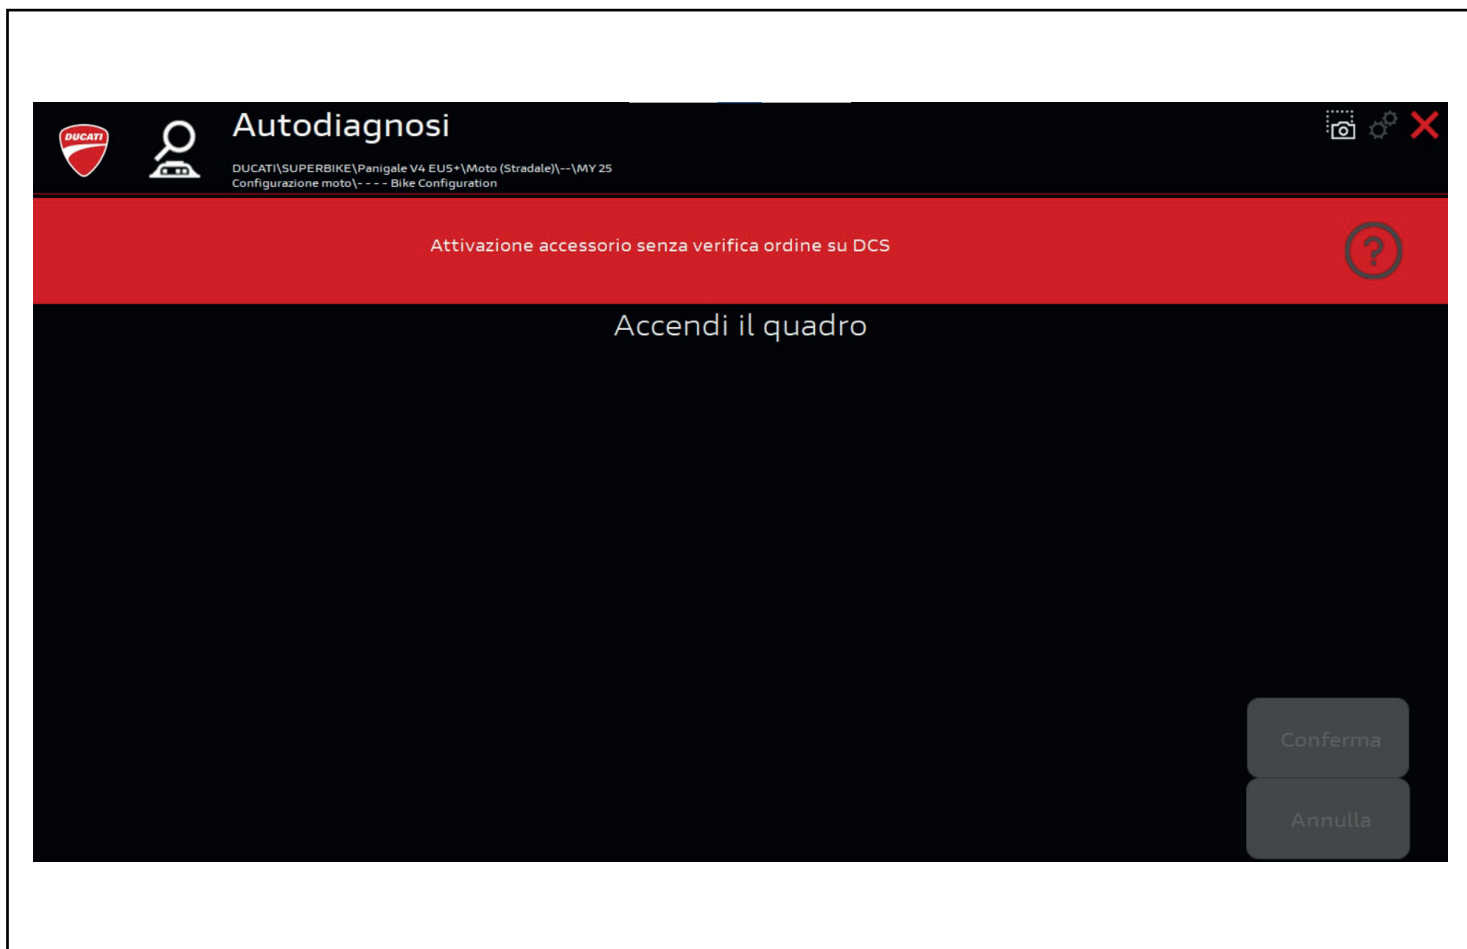 DUCATI
Autodiagnosi
DUCATI\SUPERBIKE\Panigale V4 EU5+\Moto (Stradale)\--\MY 25
Configurazione moto\- - - - Bike Configuration
Attivazione accessorio senza verifica ordine su DCS
?
Accendi il quadro
Conferma
Annulla